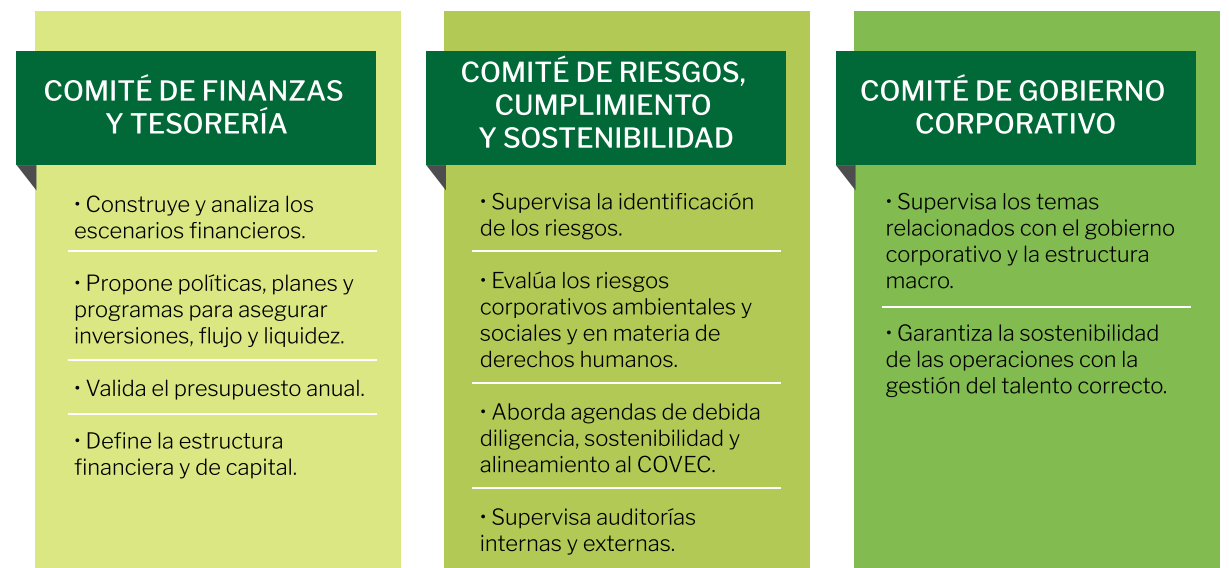 COMITÉ DE FINANZAS
Y TESORERÍA
• Construye y analiza los
escenarios financieros.
• Propone políticas, planes y
programas para asegurar
inversiones, flujo y liquidez.
• Valida el presupuesto anual.
• Define la estructura
financiera y de capital.
COMITÉ DE RIESGOS,
CUMPLIMIENTO
Y SOSTENIBILIDAD
• Supervisa la identificación
de los riesgos.
• Evalúa los riesgos
corporativos ambientales y
sociales y en materia de
derechos humanos.
• Aborda agendas de debida
diligencia, sostenibilidad y
alineamiento al COVEC.
• Supervisa auditorías
internas y externas.
COMITÉ DE GOBIERNO
CORPORATIVO
• Supervisa los temas
relacionados con el gobierno
corporativo y la estructura
macro.
• Garantiza la sostenibilidad
de las operaciones con la
gestión del talento correcto.